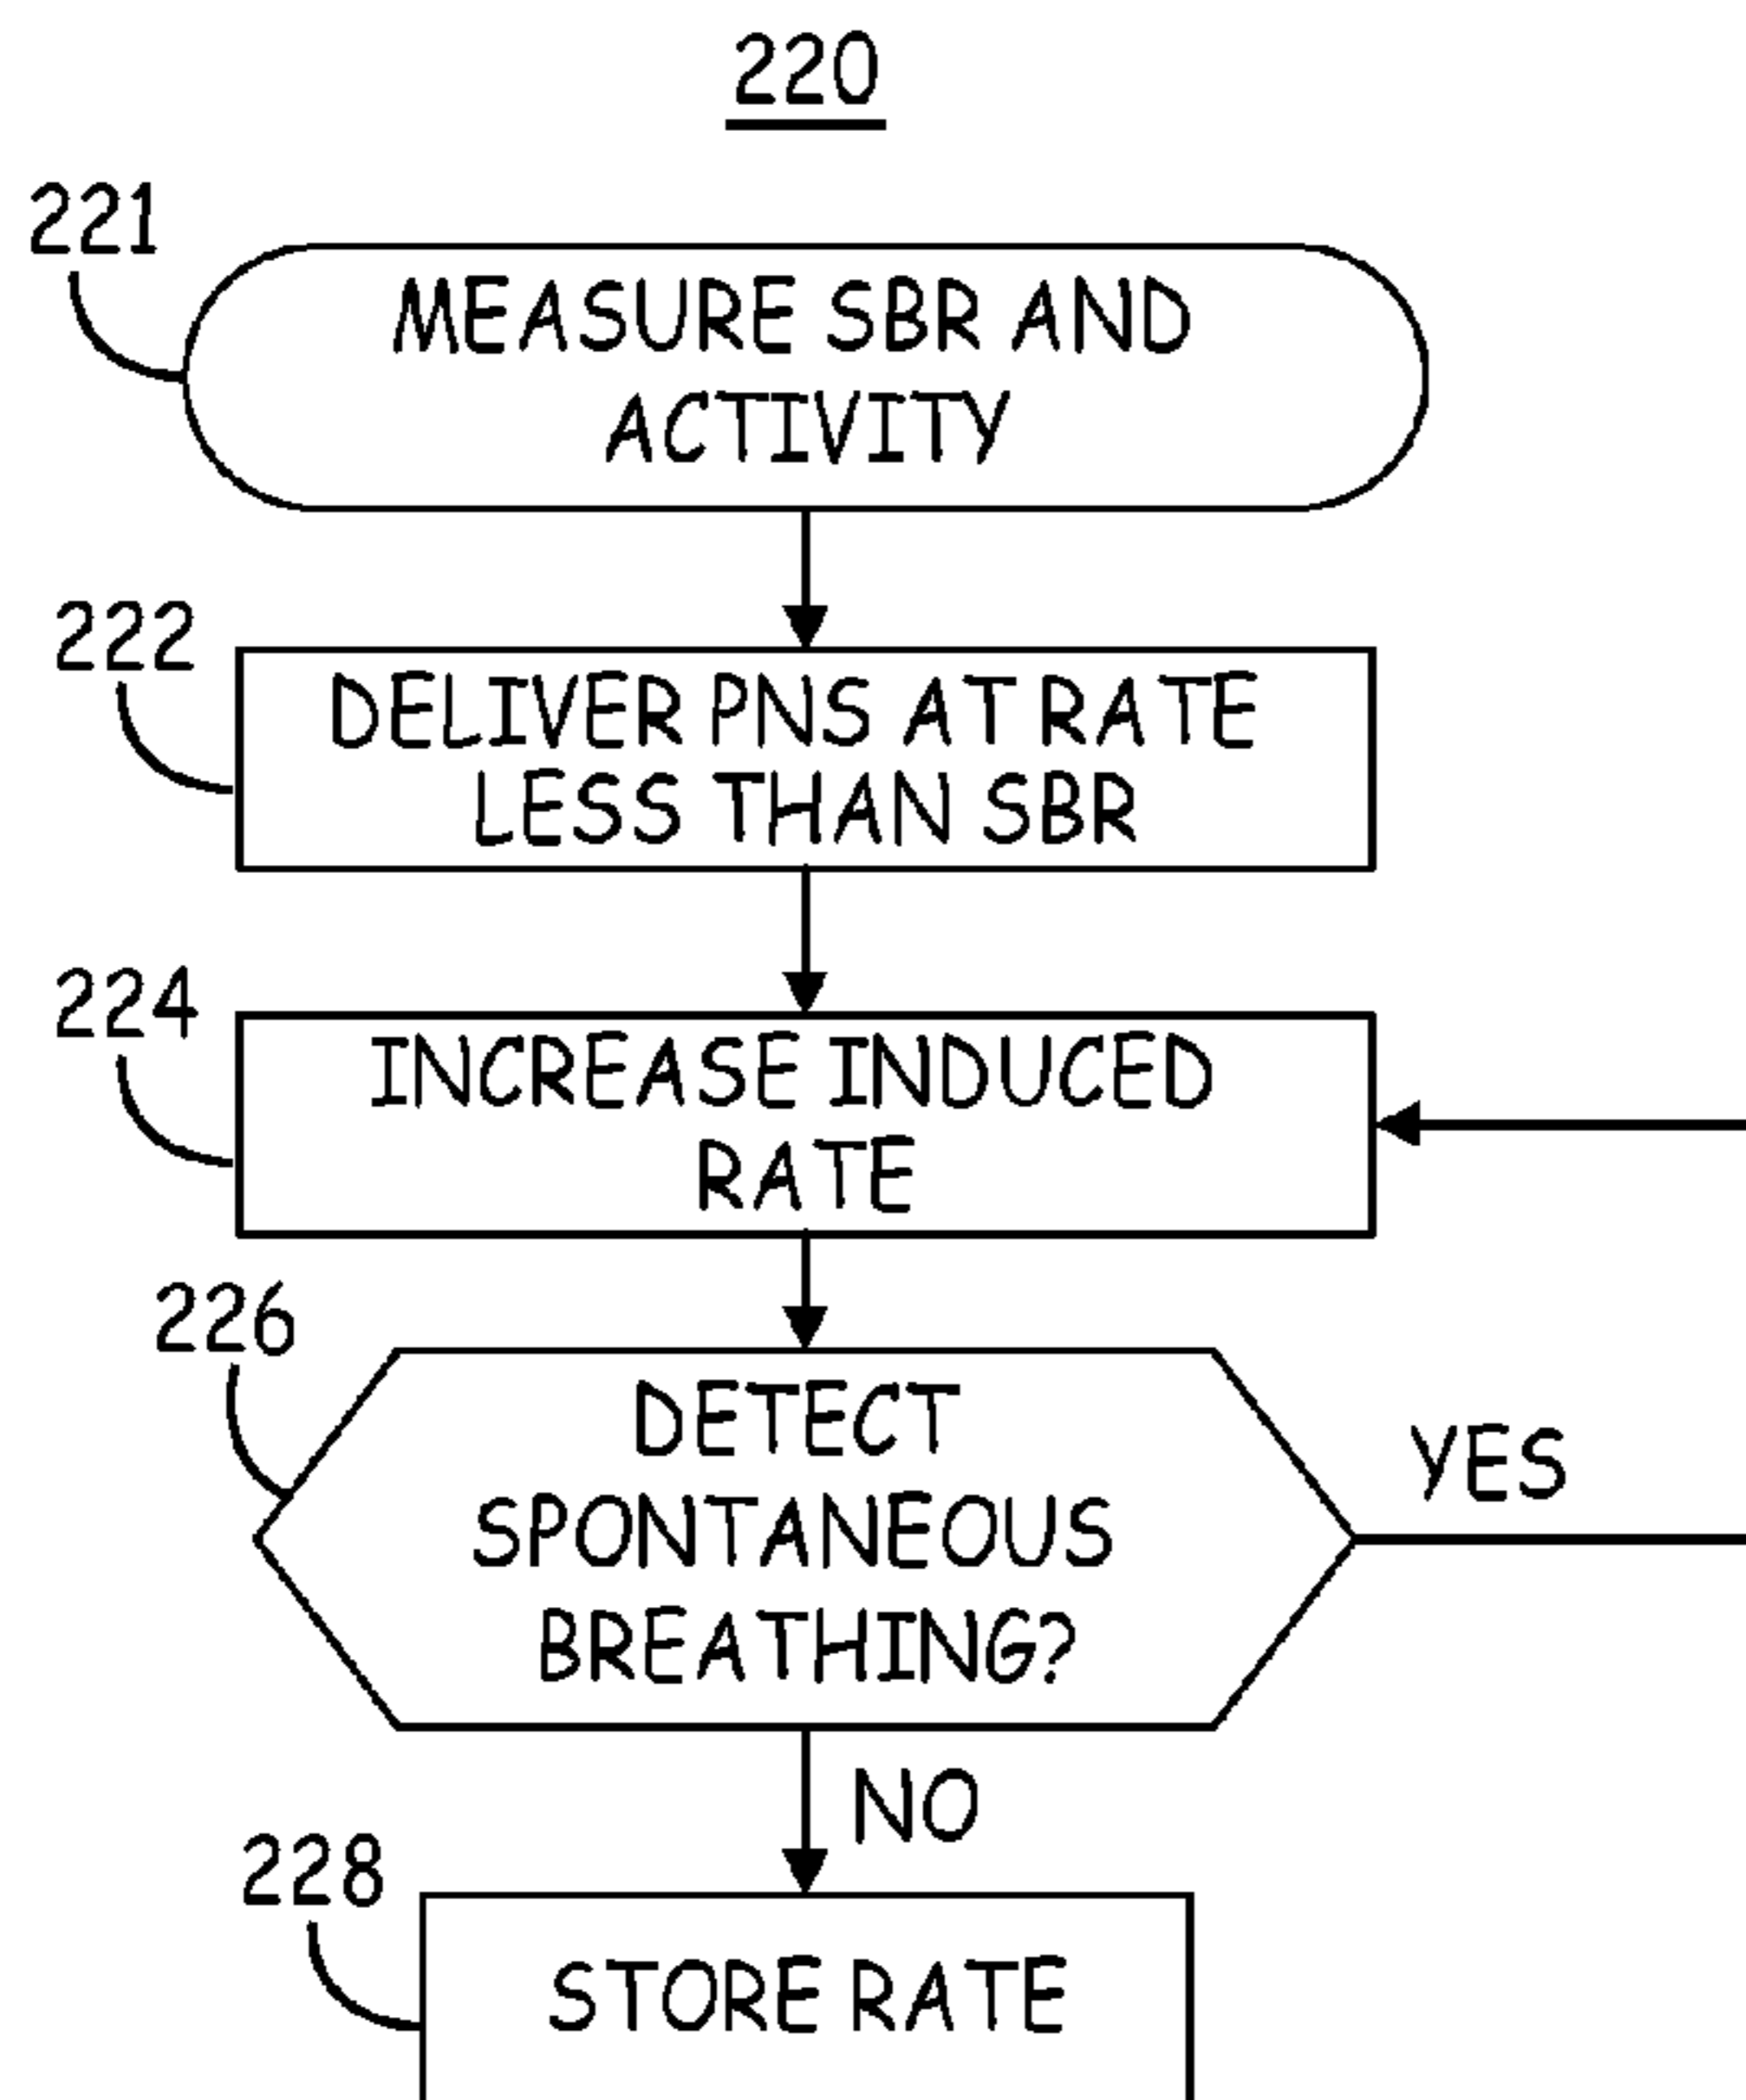 220
221
MEASURE SBR AND
ACTIVITY
222
DELIVER PNS AT RATE
LESS THAN SBR
224
INCREASE INDUCED
RATE
226
DETECT
SPONTANEOUS
BREATHING?
YES
NO
228
STORE RATE